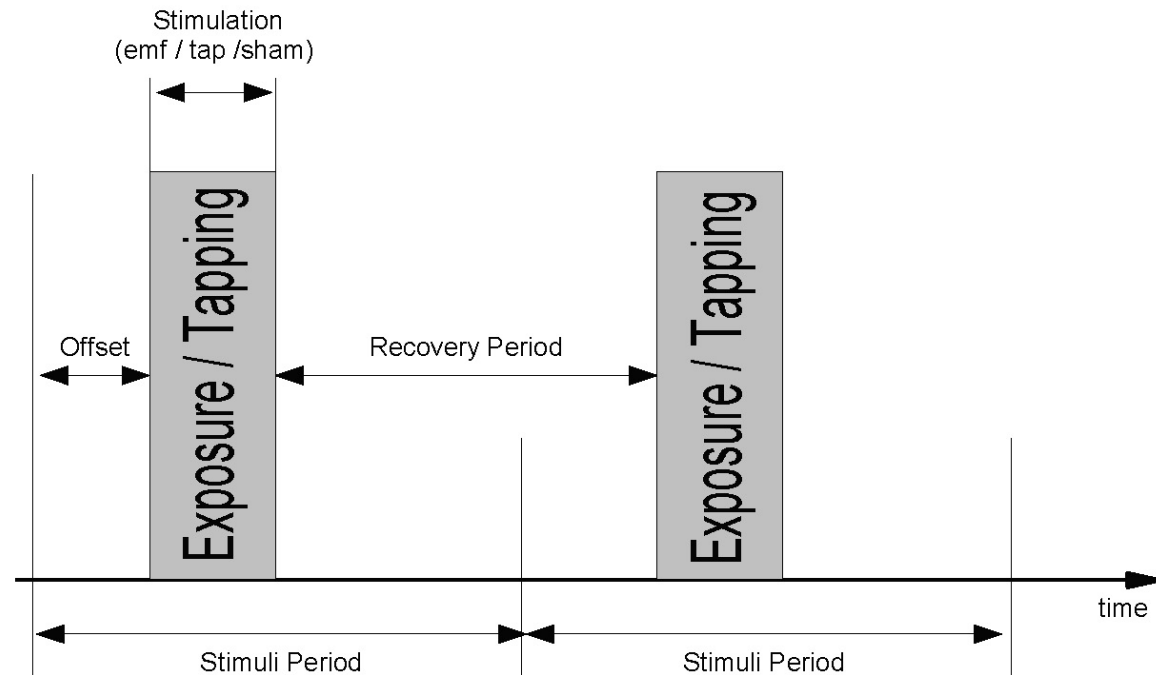 Stimulation
(emf / tap /sham)
Exposure / Tapping
Exposure / Tapping
Offset
Recovery Period
time
Stimuli Period
Stimuli Period